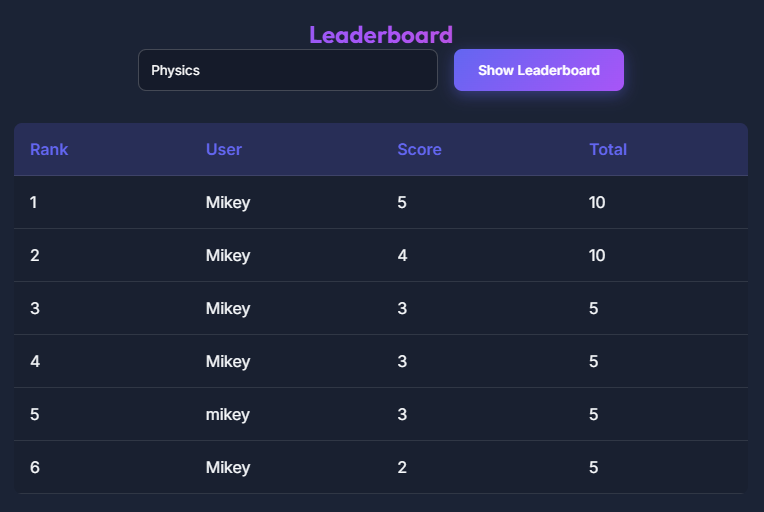 Leaderboard
Physics
Show Leaderboard
Rank User Score Total
1 Mikey 5 10
2 Mikey 4 10
3 Mikey 3 5
4 Mikey 3 5
5 mikey 3 5
6 Mikey 2 5